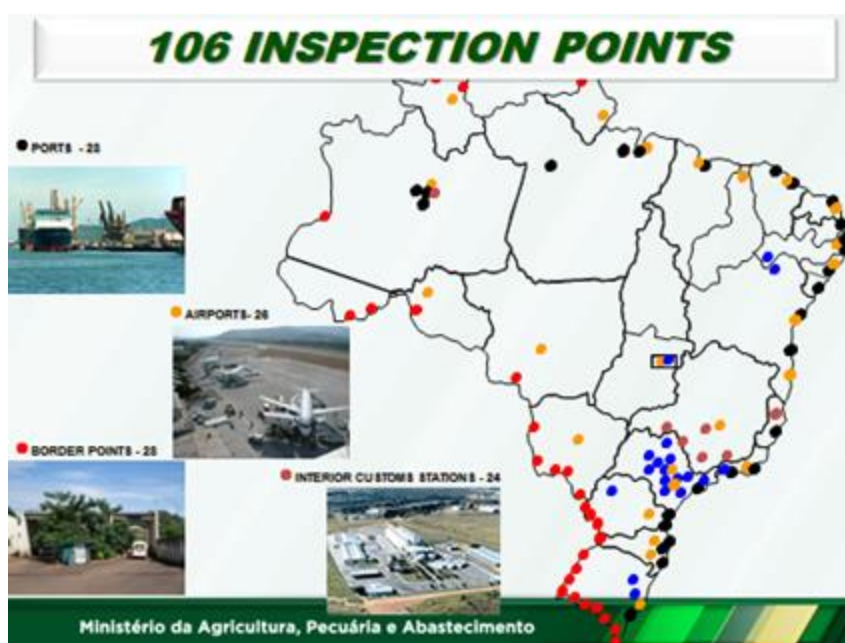 106 INSPECTION POINTS
PORTS - 28
AIRPORTS- 26
BORDER POINTS - 28
INTERIOR CUSTOMS STATIONS - 24
Ministério da Agricultura, Pecuária e Abastecimento